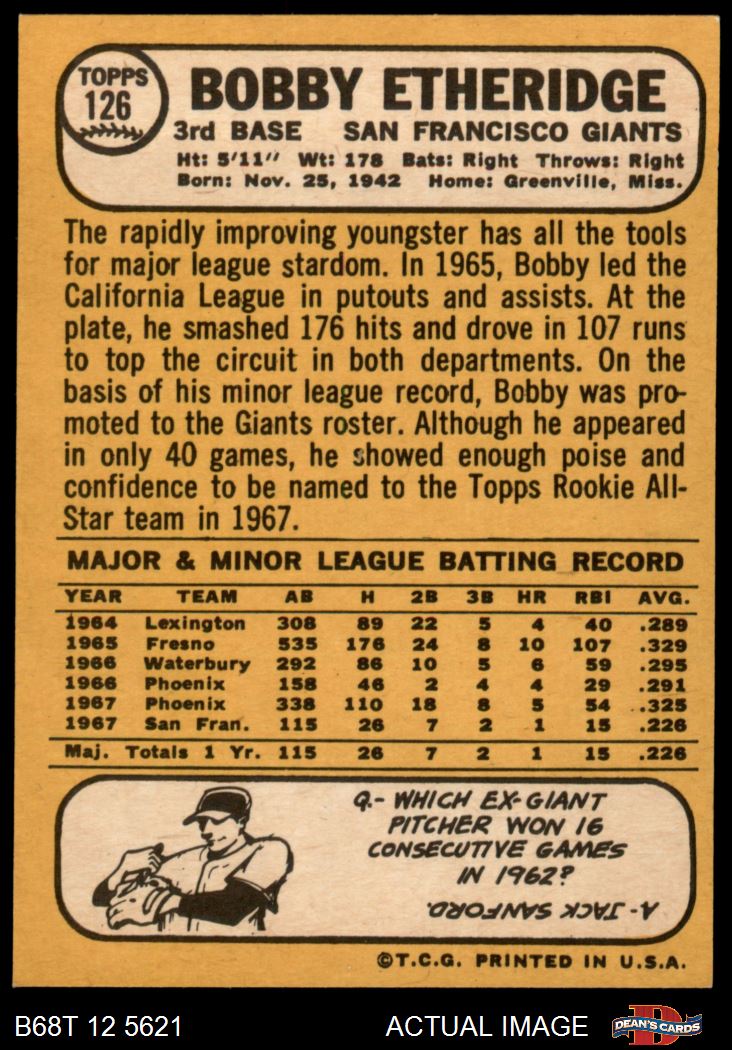 TOPPS
126
BOBBY ETHERIDGE
3rd BASE SAN FRANCISCO GIANTS
Ht: 5'11" Wt: 178 Bats: Right Throws: Right
Born: Nov. 25, 1942 Home: Greenville, Miss.
The rapidly improving youngster has all the tools
for major league stardom. In 1965, Bobby led the
California League in putouts and assists. At the
plate, he smashed 176 hits and drove in 107 runs
to top the circuit in both departments. On the
basis of his minor league record, Bobby was pro-
moted to the Giants roster. Although he appeared
in only 40 games, he showed enough poise and
confidence to be named to the Topps Rookie All-
Star team in 1967.
MAJOR & MINOR LEAGUE BATTING RECORD
YEAR TEAM AB H 2B 3B HR RBI AVG.
1964 Lexington 308 89 22 5 4 40 .289
1965 Fresno 535 176 24 8 10 107 .329
1966 Waterbury 292 86 10 5 6 59 .295
1966 Phoenix 158 46 2 4 4 29 .291
1967 Phoenix 338 110 18 8 5 54 .325
1967 San Fran. 115 26 7 2 1 15 .226
Maj. Totals 1 Yr. 115 26 7 2 1 15 .226
Q.- WHICH EX-GIANT
PITCHER WON 16
CONSECUTIVE GAMES
IN 1962?
A- JACK SANFORD.
©T.C.G. PRINTED IN U.S.A.
B68T 12 5621
ACTUAL IMAGE
D
DEAN'S CARDS